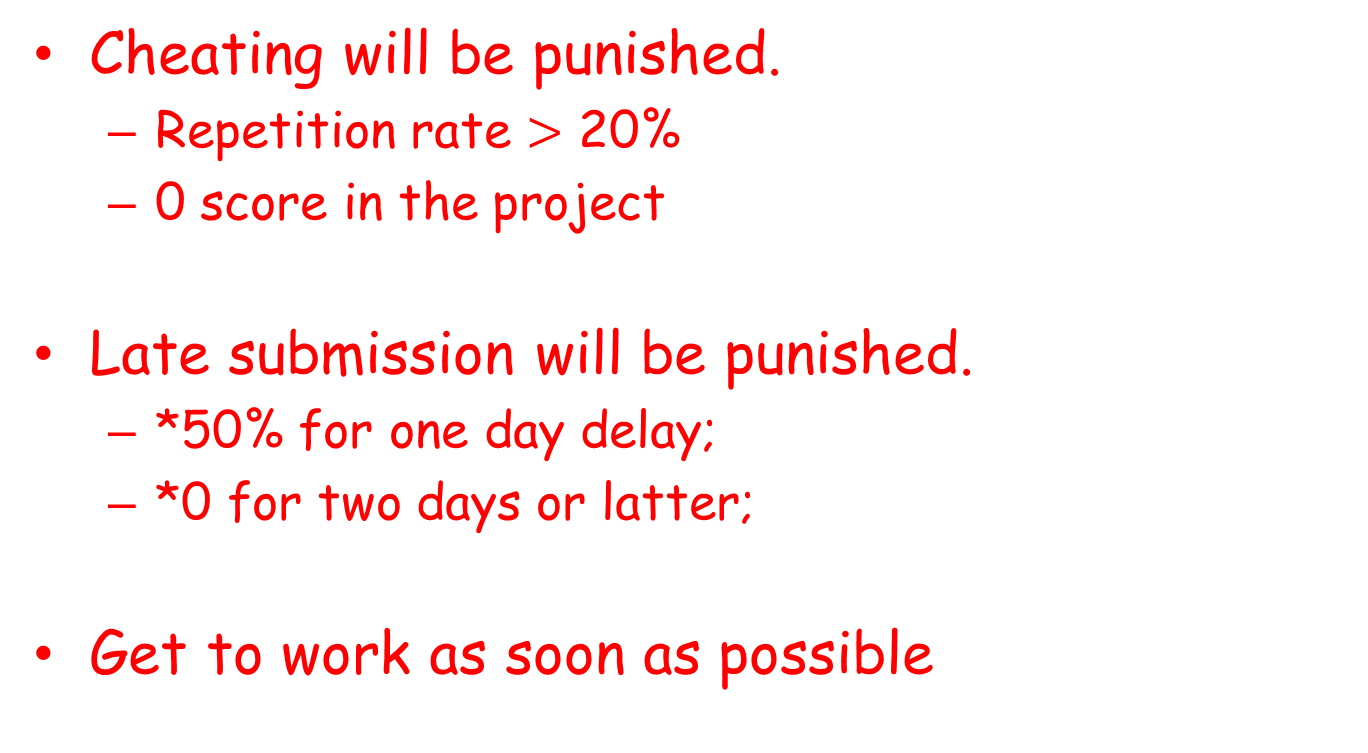 • Cheating will be punished.
– Repetition rate > 20%
– 0 score in the project
• Late submission will be punished.
– *50% for one day delay;
– *0 for two days or latter;
• Get to work as soon as possible